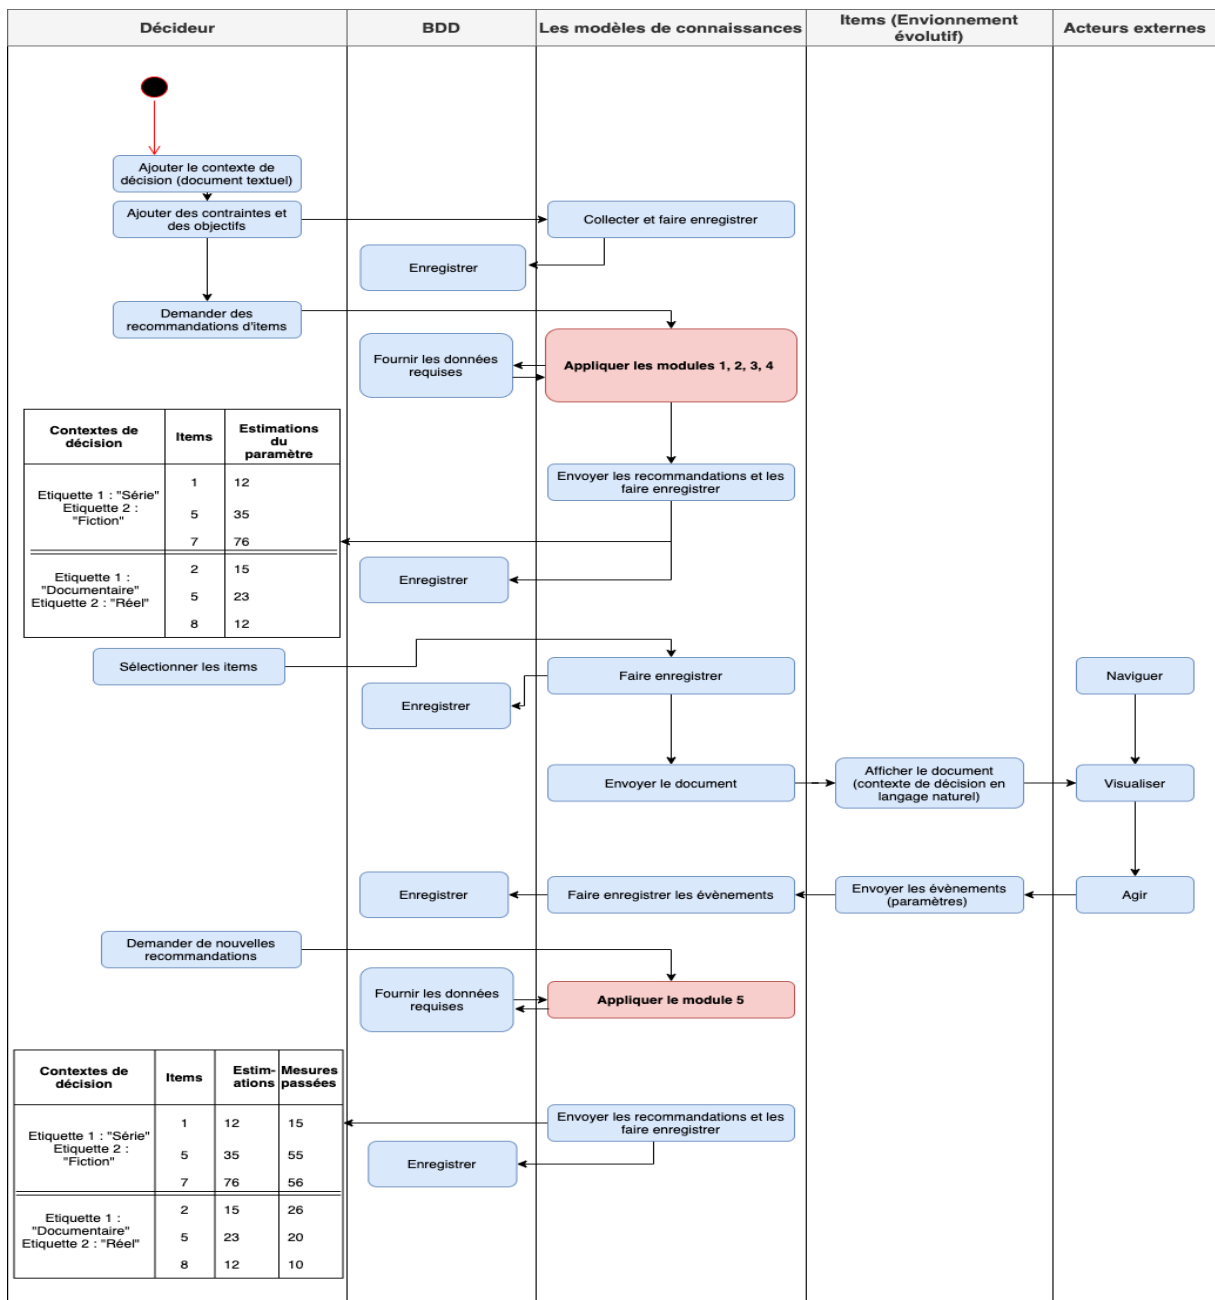 Décideur
BDD
Les modèles de connaissances
Items (Envionnement
évolutif)
Acteurs externes
Ajouter le contexte de
décision (document textuel)
Ajouter des contraintes et
des objectifs
Collecter et faire enregistrer
Enregistrer
Demander des
recommandations d'items
Fournir les données
requises
Appliquer les modules 1, 2, 3, 4
Contextes de
décision
Items
Estimations
du
paramètre
Etiquette 1 : "Série"
Etiquette 2 :
"Fiction"
1
12
5
35
7
76
Etiquette 1 :
"Documentaire"
Etiquette 2 : "Réel"
2
15
5
23
8
12
Envoyer les recommandations et les
faire enregistrer
Enregistrer
Sélectionner les items
Faire enregistrer
Naviguer
Enregistrer
Envoyer le document
Afficher le document
(contexte de décision en
langage naturel)
Visualiser
Enregistrer
Faire enregistrer les évènements
Envoyer les évènements
(paramètres)
Agir
Demander de nouvelles
recommandations
Fournir les données
requises
Appliquer le module 5
Contextes de
décision
Items
Estim-
ations
Mesures
passées
Etiquette 1 : "Série"
Etiquette 2 :
"Fiction"
1
12
15
5
35
55
7
76
56
Etiquette 1 :
"Documentaire"
Etiquette 2 : "Réel"
2
15
26
5
23
20
8
12
10
Envoyer les recommandations et les
faire enregistrer
Enregistrer